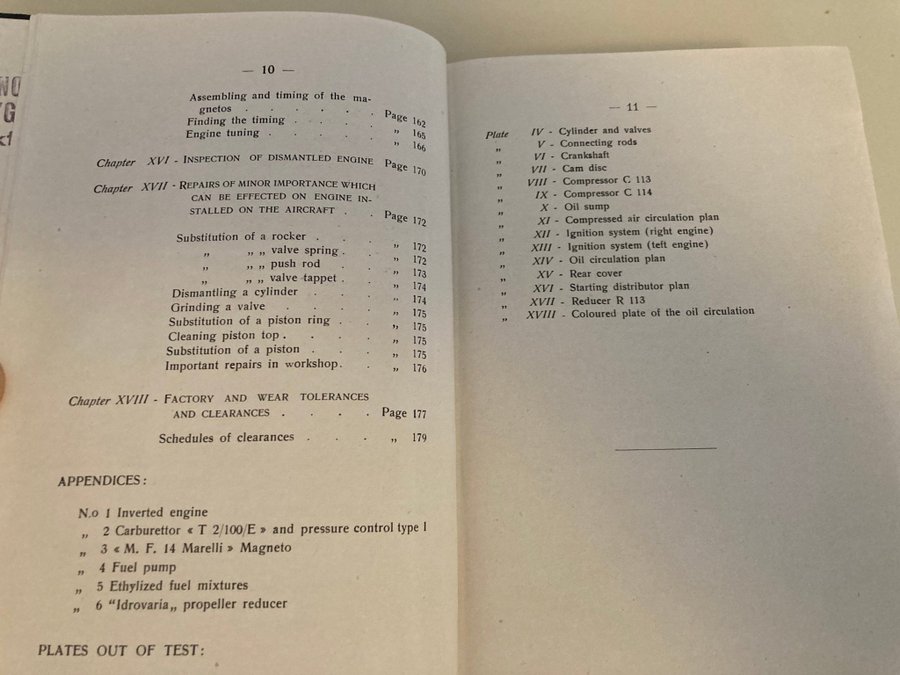 NO
YG
k1
— 10 —
Assembling and timing of the ma-
gnetos . . . . . . Page 162
Finding the timing . . . . „ 165
Engine tuning . . . . . „ 166
Chapter XVI - INSPECTION OF DISMANTLED ENGINE Page 170
Chapter XVII - REPAIRS OF MINOR IMPORTANCE WHICH
CAN BE EFFECTED ON ENGINE IN-
STALLED ON THE AIRCRAFT . . Page 172
Substitution of a rocker . . . „ 172
„ „ „ valve spring . . „ 172
„ „ „ push rod . . „ 173
„ „ „ valve tappet . . „ 174
Dismantling a cylinder . . . „ 174
Grinding a valve . . . . „ 175
Substitution of a piston ring . . „ 175
Cleaning piston top . . . . „ 175
Substitution of a piston . . . „ 175
Important repairs in workshop . . „ 176
Chapter XVIII - FACTORY AND WEAR TOLERANCES
AND CLEARANCES . . . . Page 177
Schedules of clearances . . . „ 179
APPENDICES :
N.o 1 Inverted engine
„ 2 Carburettor « T 2/100/E » and pressure control type I
„ 3 « M. F. 14 Marelli » Magneto
„ 4 Fuel pump
„ 5 Ethylized fuel mixtures
„ 6 "Idrovaria„ propeller reducer
PLATES OUT OF TEST :
— 11 —
Plate IV - Cylinder and valves
„ V - Connecting rods
„ VI - Crankshaft
„ VII - Cam disc
„ VIII - Compressor C 113
„ IX - Compressor C 114
„ X - Oil sump
„ XI - Compressed air circulation plan
„ XII - Ignition system (right engine)
„ XIII - Ignition system (teft engine)
„ XIV - Oil circulation plan
„ XV - Rear cover
„ XVI - Starting distributor plan
„ XVII - Reducer R 113
„ XVIII - Coloured plate of the oil circulation